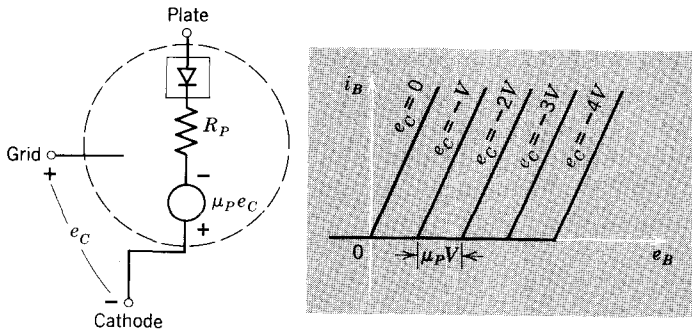 Plate
R_P
Grid
+
−
μ_P e_C
+
e_C
−
Cathode
i_B
e_C = 0
e_C = −V
e_C = −2V
e_C = −3V
e_C = −4V
0
μ_P V
e_B